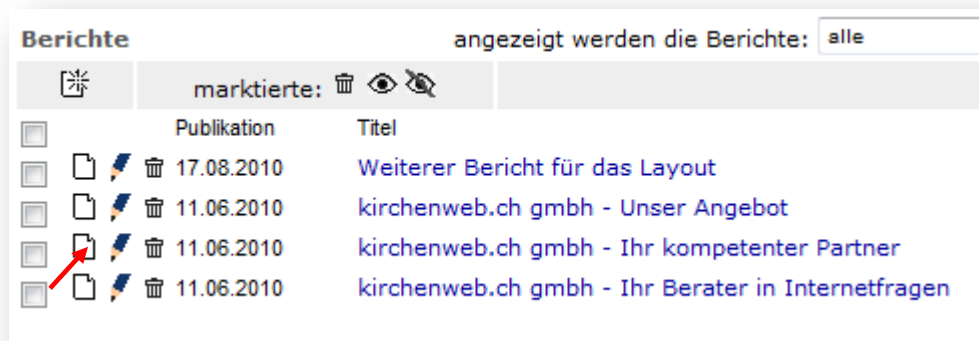 Berichte angezeigt werden die Berichte: alle
marktierte:
Publikation Titel
17.08.2010 Weiterer Bericht für das Layout
11.06.2010 kirchenweb.ch gmbh - Unser Angebot
11.06.2010 kirchenweb.ch gmbh - Ihr kompetenter Partner
11.06.2010 kirchenweb.ch gmbh - Ihr Berater in Internetfragen